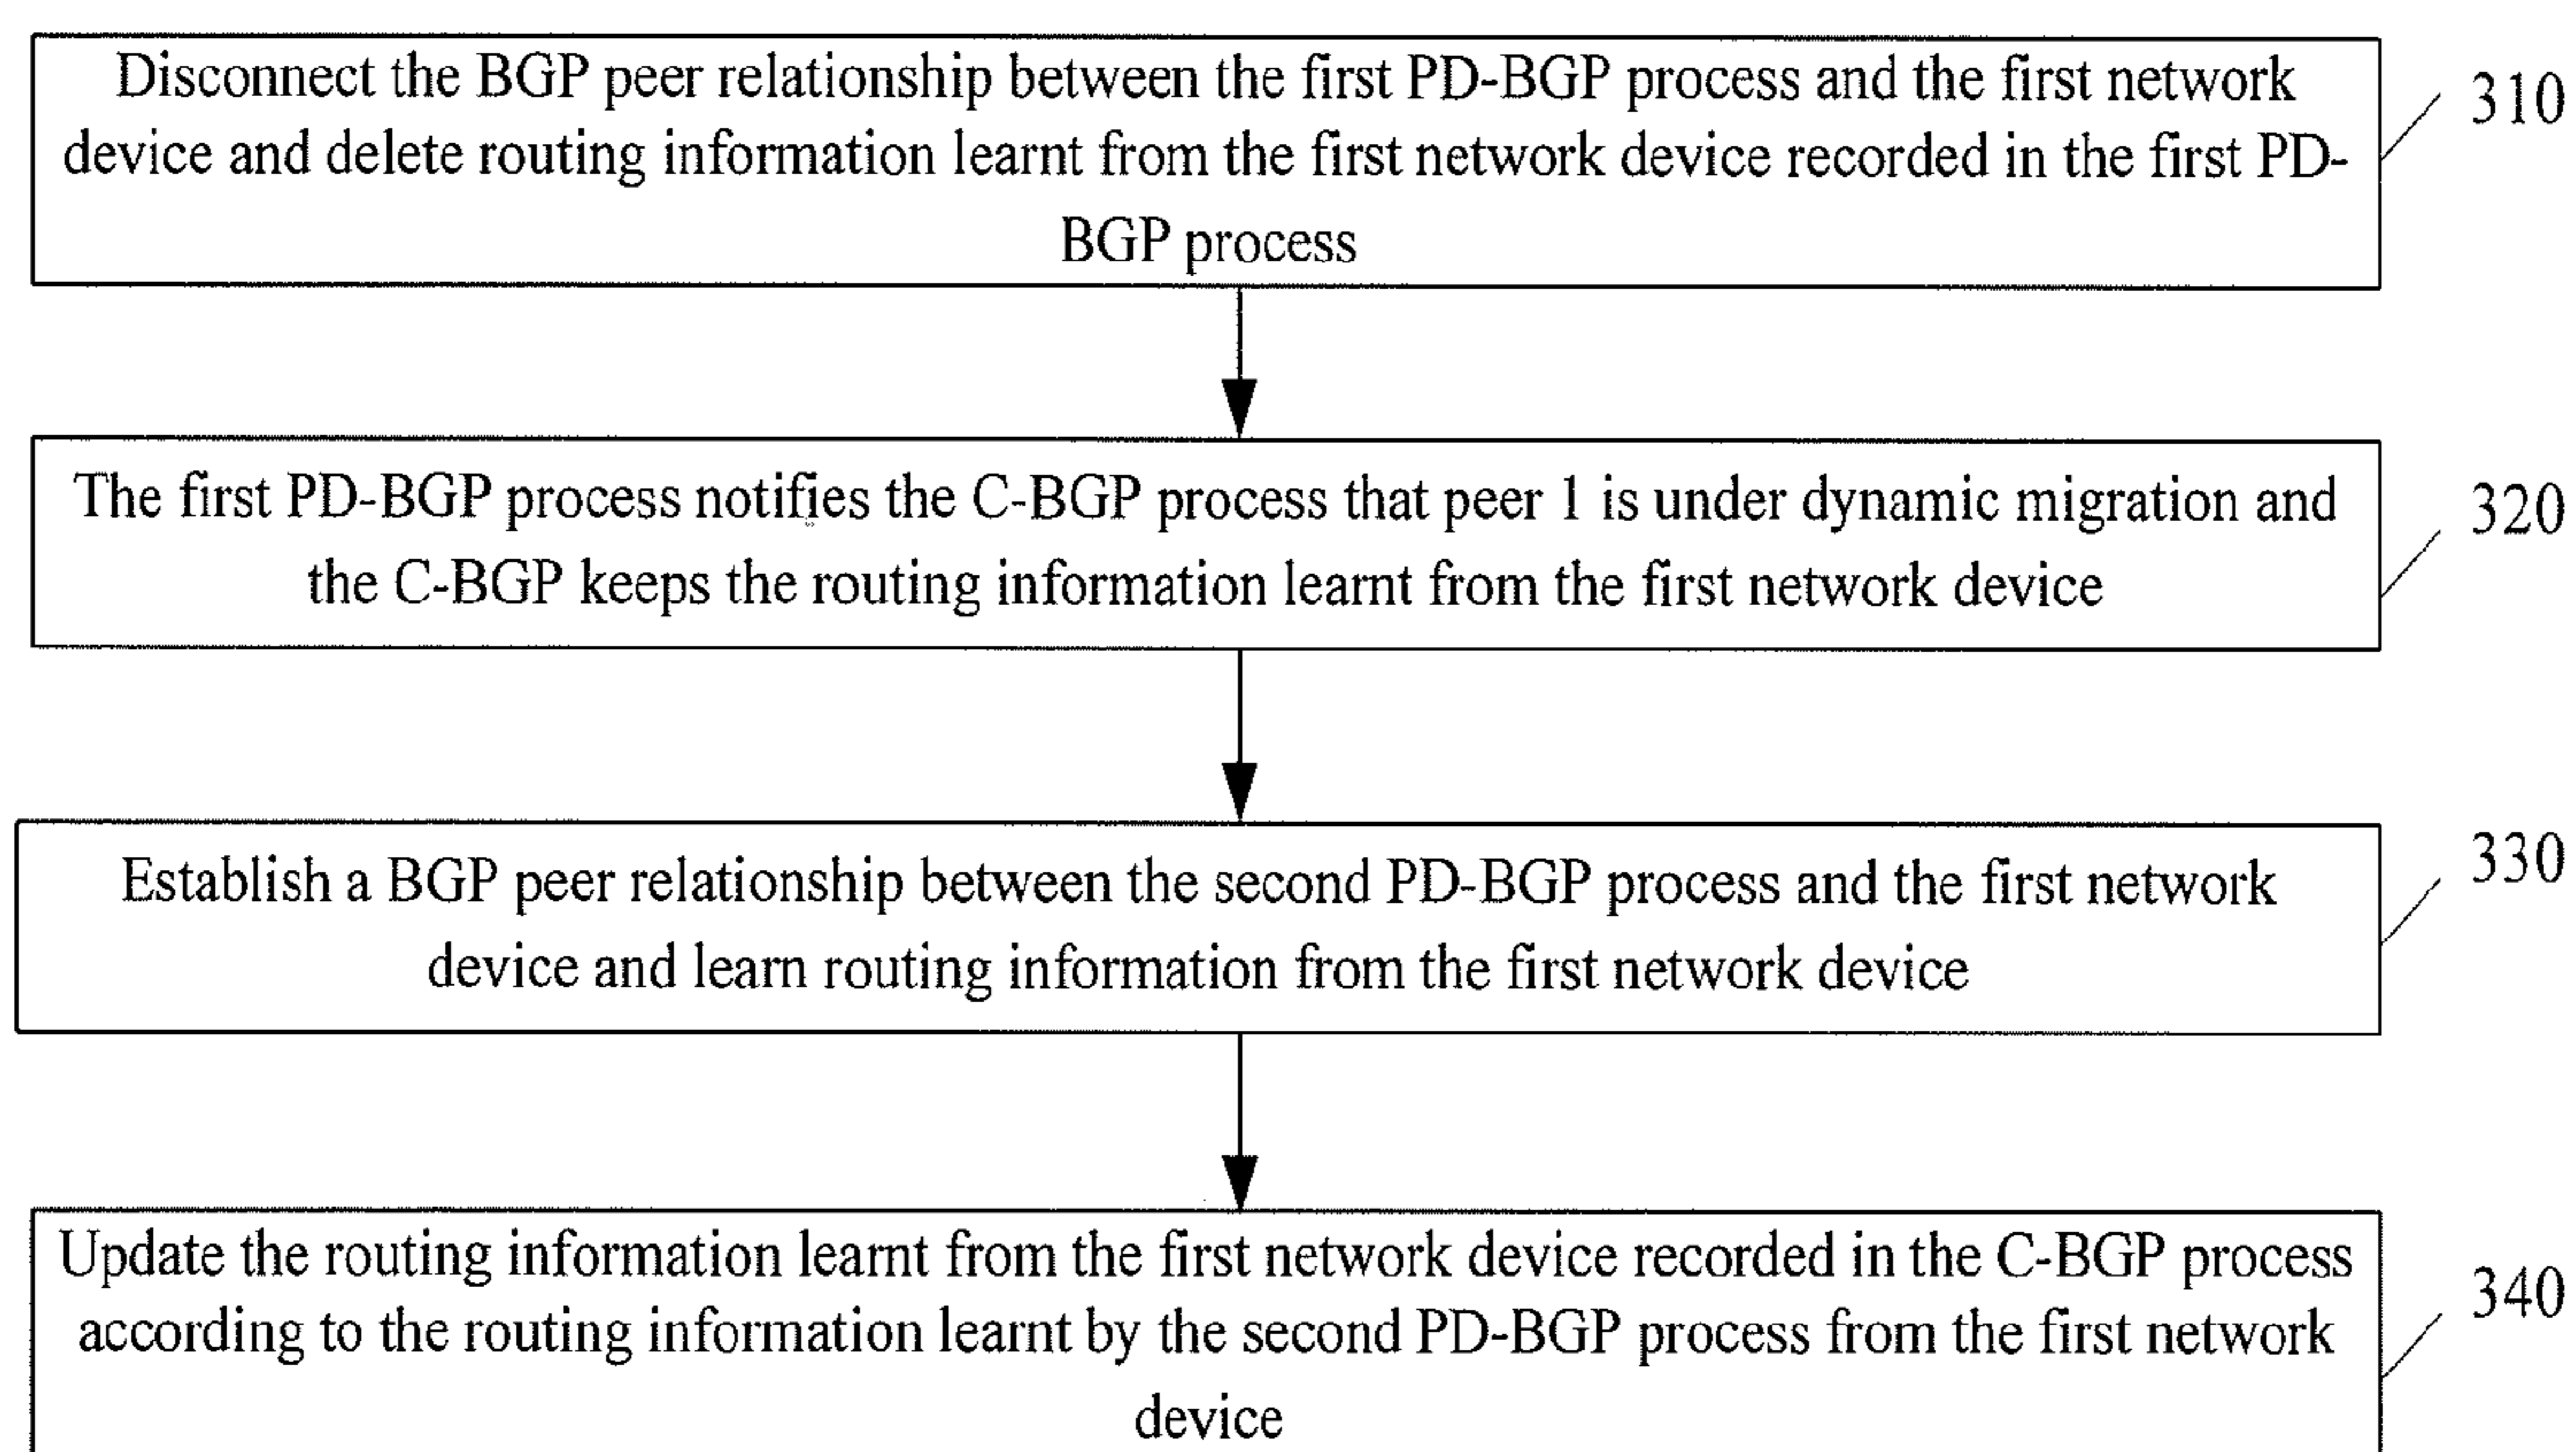 Disconnect the BGP peer relationship between the first PD-BGP process and the first network
device and delete routing information learnt from the first network device recorded in the first PD-
BGP process
310
The first PD-BGP process notifies the C-BGP process that peer 1 is under dynamic migration and
the C-BGP keeps the routing information learnt from the first network device
320
Establish a BGP peer relationship between the second PD-BGP process and the first network
device and learn routing information from the first network device
330
Update the routing information learnt from the first network device recorded in the C-BGP process
according to the routing information learnt by the second PD-BGP process from the first network
device
340